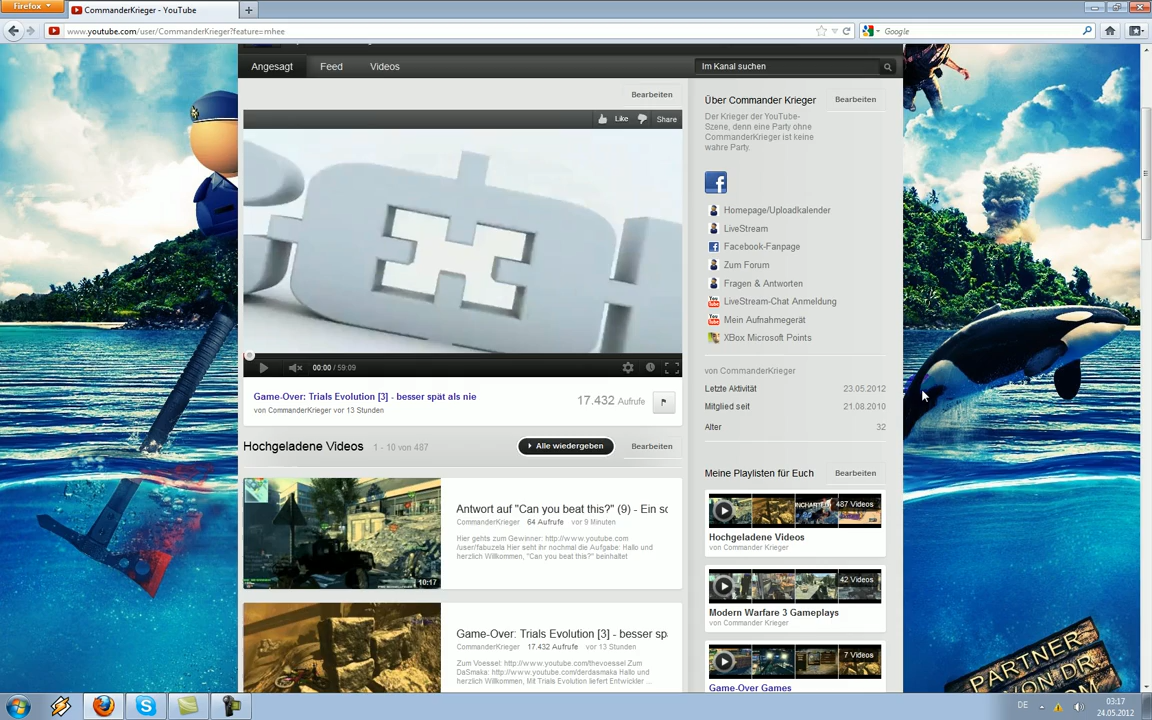 Firefox
CommanderKrieger - YouTube
www.youtube.com/user/CommanderKrieger?feature=mhee
Google
Angesagt Feed Videos
Im Kanal suchen
Bearbeiten
Like Share
00:00 / 59:09
Game-Over: Trials Evolution [3] - besser spät als nie
von CommanderKrieger vor 13 Stunden
17.432 Aufrufe
Hochgeladene Videos 1 - 10 von 487
Alle wiedergeben
Bearbeiten
10:17
Antwort auf "Can you beat this?" (9) - Ein sc
CommanderKrieger 64 Aufrufe vor 9 Minuten
Hier gehts zum Gewinner: http://www.youtube.com
/user/fabuzela Hier seht ihr nochmal die Aufgabe: Hallo und
herzlich Willkommen, "Can you beat this?" beinhaltet
Game-Over: Trials Evolution [3] - besser sp
CommanderKrieger 17.432 Aufrufe vor 13 Stunden
Zum Voessel: http://www.youtube.com/thevoessel Zum
DaSmaka: http://www.youtube.com/derdasmaka Hallo und
herzlich Willkommen, Mit Trials Evolution liefert Entwickler ...
Über Commander Krieger
Bearbeiten
Der Krieger der YouTube-
Szene, denn eine Party ohne
CommanderKrieger ist keine
wahre Party.
Homepage/Uploadkalender
LiveStream
Facebook-Fanpage
Zum Forum
Fragen & Antworten
LiveStream-Chat Anmeldung
Mein Aufnahmegerät
XBox Microsoft Points
von CommanderKrieger
Letzte Aktivität 23.05.2012
Mitglied seit 21.08.2010
Alter 32
Meine Playlisten für Euch
Bearbeiten
487 Videos
Hochgeladene Videos
von Commander Krieger
42 Videos
Modern Warfare 3 Gameplays
von Commander Krieger
7 Videos
Game-Over Games
PARTNER
VON DR.
DE
03:17
24.05.2012